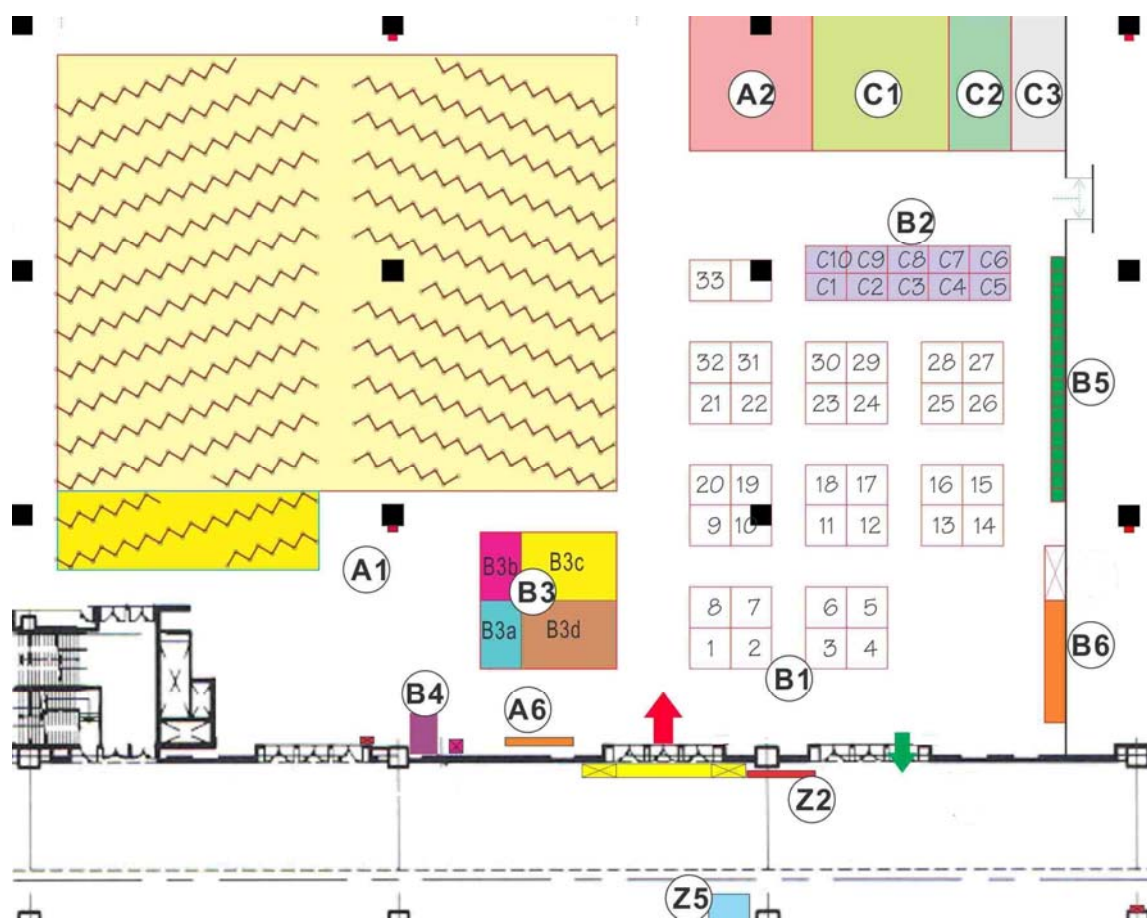 A2 C1 C2 C3
B2
C10 C9 C8 C7 C6
C1 C2 C3 C4 C5
33
32 31 30 29 28 27
21 22 23 24 25 26
B5
20 19 18 17 16 15
9 10 11 12 13 14
A1
B3b B3c
B3
B3a B3d
8 7 6 5
1 2 3 4
B6
B1
B4
A6
Z2
Z5